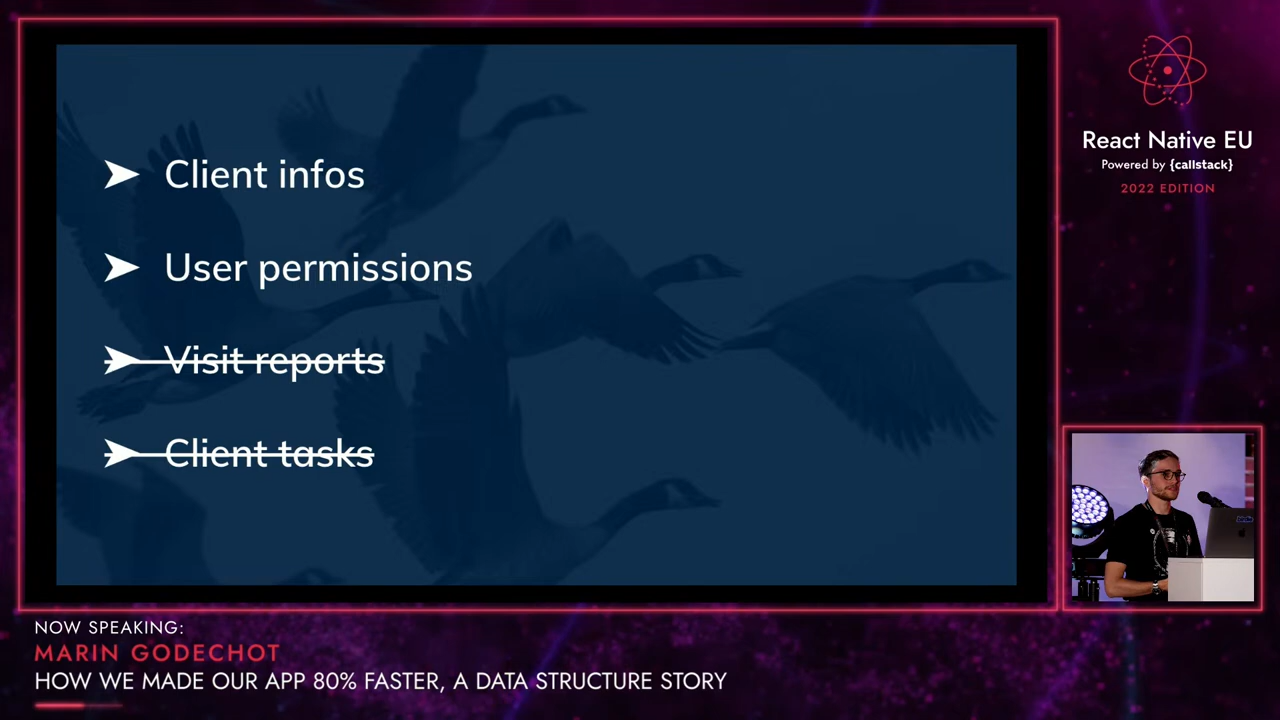 Client infos
User permissions
Visit reports
Client tasks
React Native EU
Powered by {callstack}
2022 EDITION
NOW SPEAKING:
MARIN GODECHOT
HOW WE MADE OUR APP 80% FASTER, A DATA STRUCTURE STORY